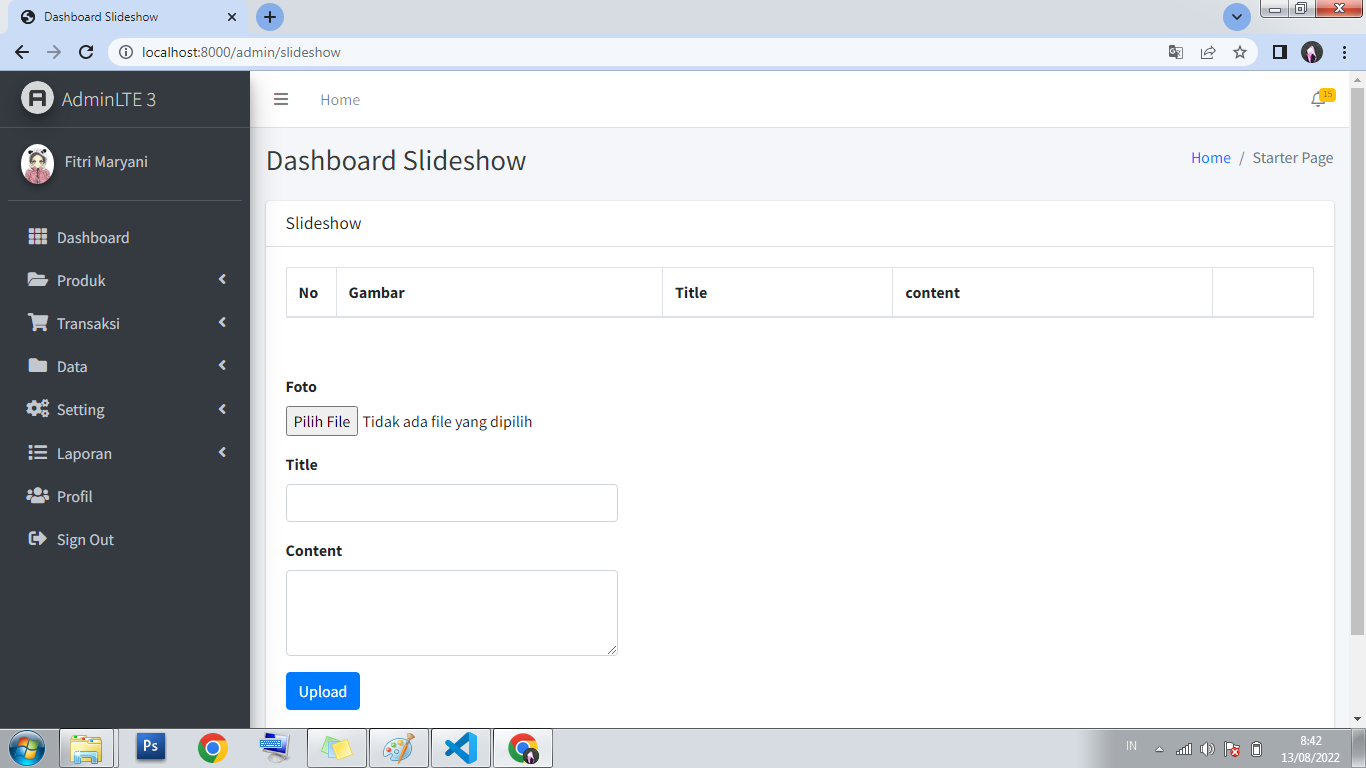 Dashboard Slideshow
localhost:8000/admin/slideshow
AdminLTE 3
Home
15
Fitri Maryani
Dashboard Slideshow
Home / Starter Page
Dashboard
Produk
Transaksi
Data
Setting
Laporan
Profil
Sign Out
Slideshow
No Gambar Title content
Foto
Pilih File Tidak ada file yang dipilih
Title
Content
Upload
Ps
IN
8:42
13/08/2022